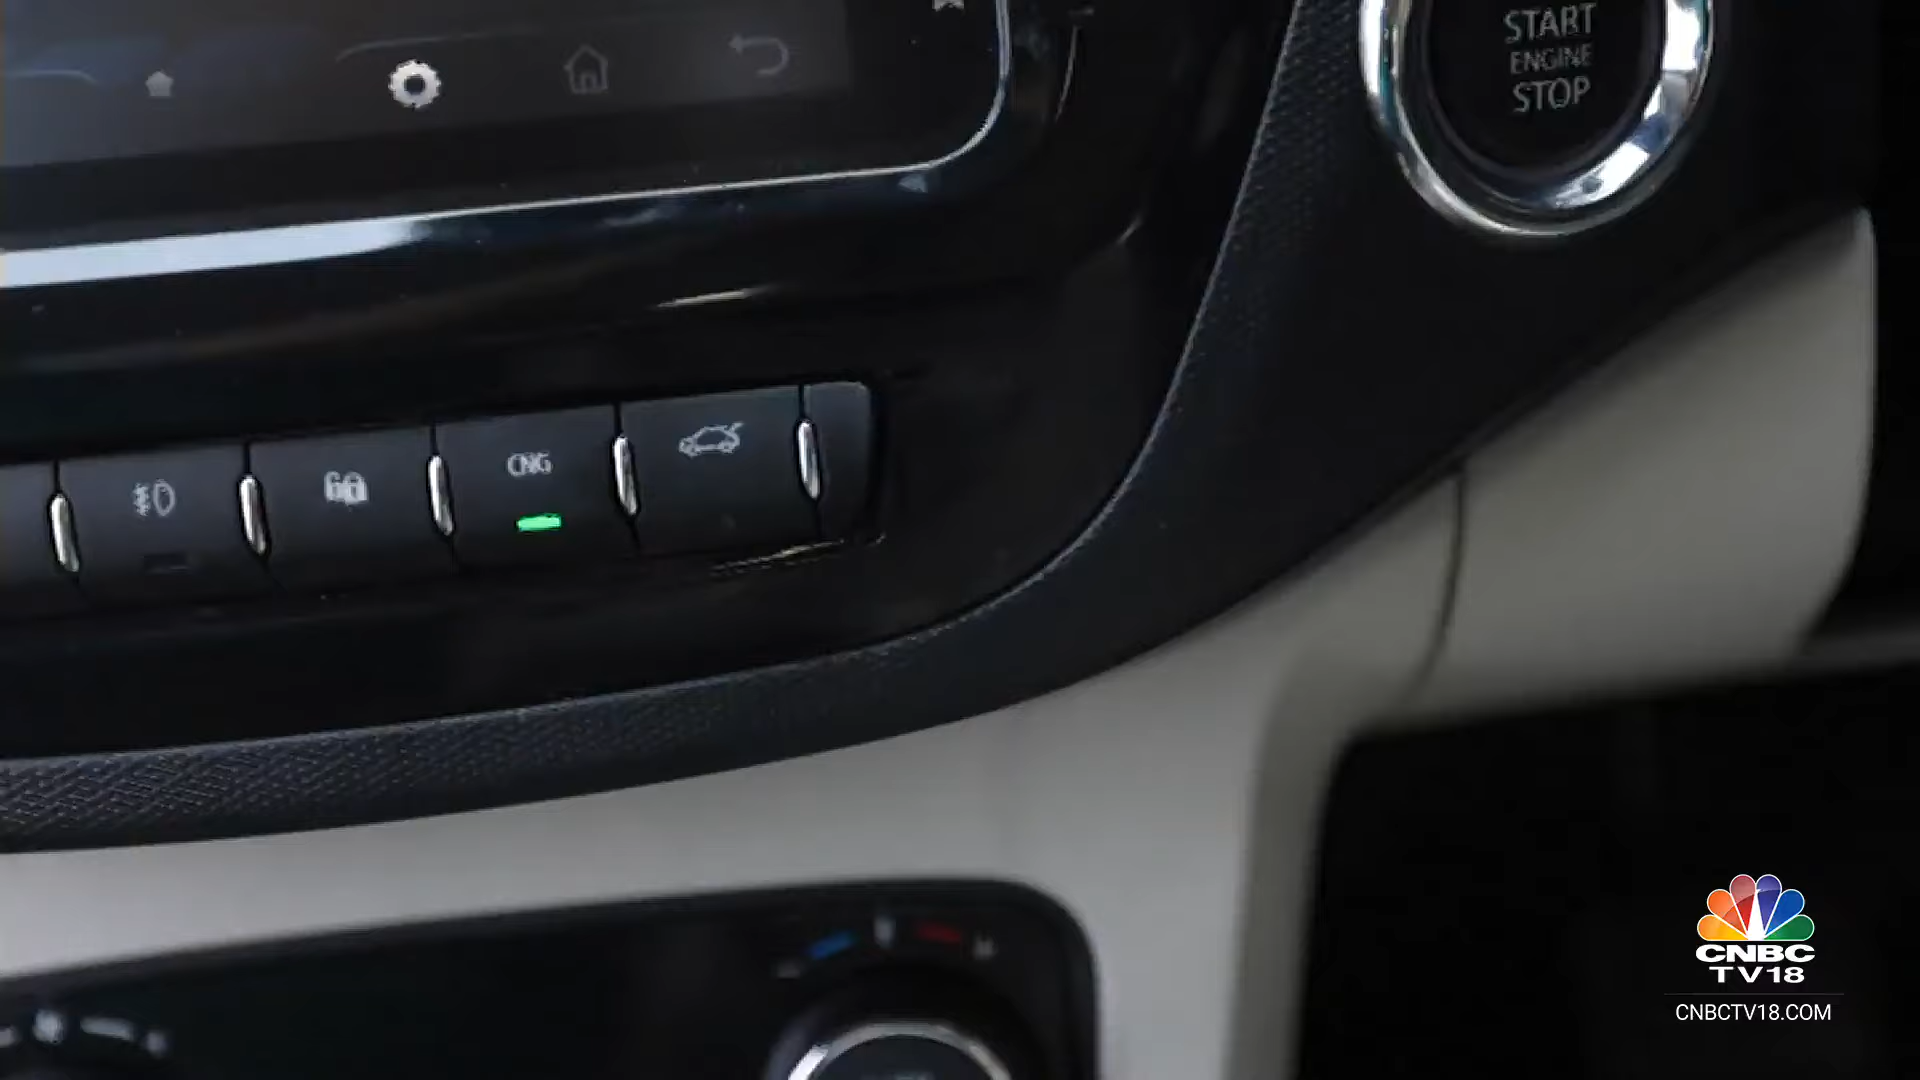 START
ENGINE
STOP
CNG
CNBC
TV18
CNBCTV18.COM